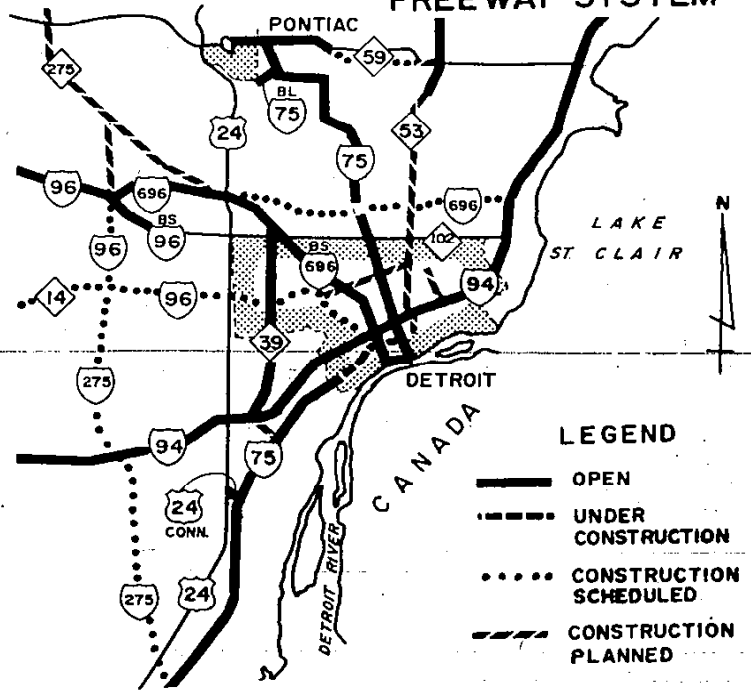 FREEWAY SYSTEM
PONTIAC
275
59
BL
75
24
53
75
96
696
696
BS
96
96
102
LAKE
ST. CLAIR
N
BS
696
14
96
94
39
275
DETROIT
CANADA
94
75
24
CONN.
275
24
DETROIT RIVER
LEGEND
OPEN
UNDER
CONSTRUCTION
CONSTRUCTION
SCHEDULED
CONSTRUCTION
PLANNED